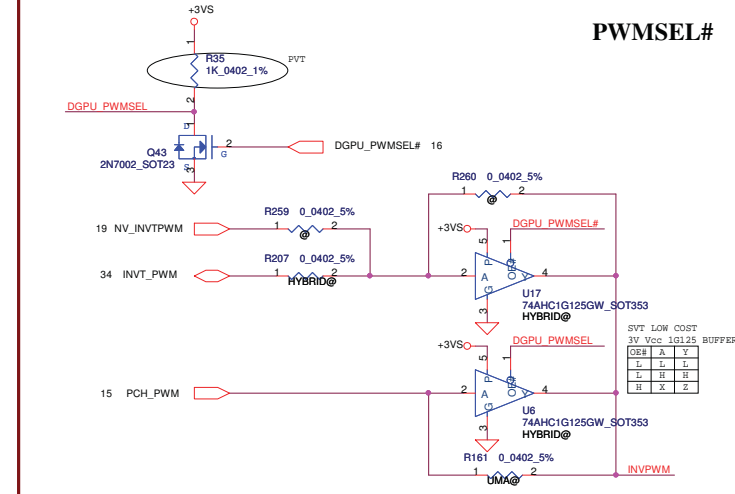 PWMSEL#
+3VS
1
R35
1K_0402_1%
PVT
2
DGPU_PWMSEL
1
D
Q43
2N7002_SOT23
2
G
DGPU_PWMSEL# 16
S
3
R260 0_0402_5%
1 2
@
R259 0_0402_5%
19 NV_INVTPWM
1 2
@
+3VS
DGPU_PWMSEL#
5
1
R207 0_0402_5%
34 INVT_PWM
1 2
HYBRID@
2
A
P
OE#
Y
4
G
3
U17
74AHC1G125GW_SOT353
HYBRID@
SVT LOW COST
3V Vcc 1G125 BUFFER
OE# A Y
L L L
L H H
H X Z
+3VS
DGPU_PWMSEL
5
1
15 PCH_PWM
2
A
P
OE#
Y
4
G
3
U6
74AHC1G125GW_SOT353
HYBRID@
R161 0_0402_5%
1 2
UMA@
INVPWM